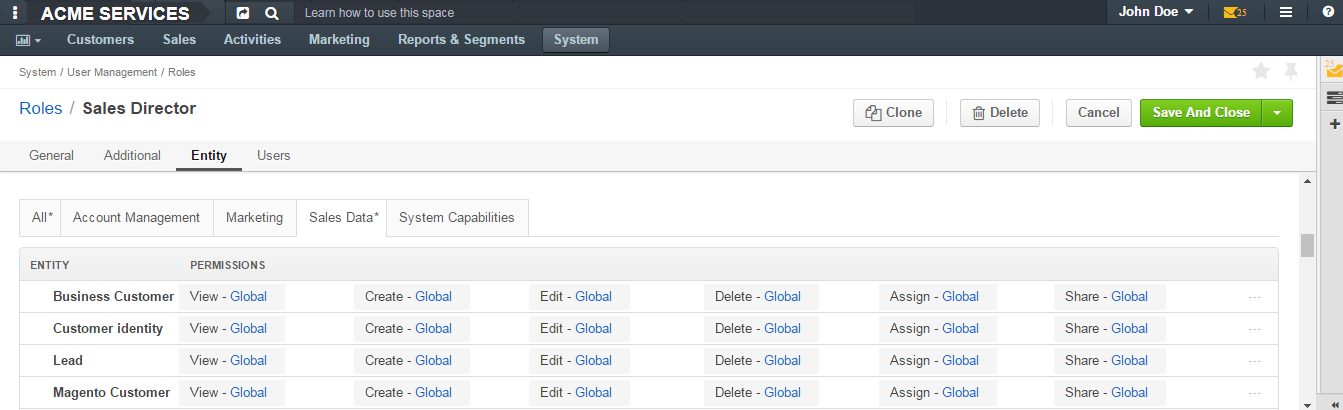 ACME SERVICES Learn how to use this space John Doe 25
Customers Sales Activities Marketing Reports & Segments System
System / User Management / Roles
25
Roles / Sales Director Clone Delete Cancel Save And Close
General Additional Entity Users
All* Account Management Marketing Sales Data* System Capabilities
ENTITY PERMISSIONS
Business Customer View - Global Create - Global Edit - Global Delete - Global Assign - Global Share - Global ...
Customer identity View - Global Create - Global Edit - Global Delete - Global Assign - Global Share - Global ...
Lead View - Global Create - Global Edit - Global Delete - Global Assign - Global Share - Global ...
Magento Customer View - Global Create - Global Edit - Global Delete - Global Assign - Global Share - Global ...